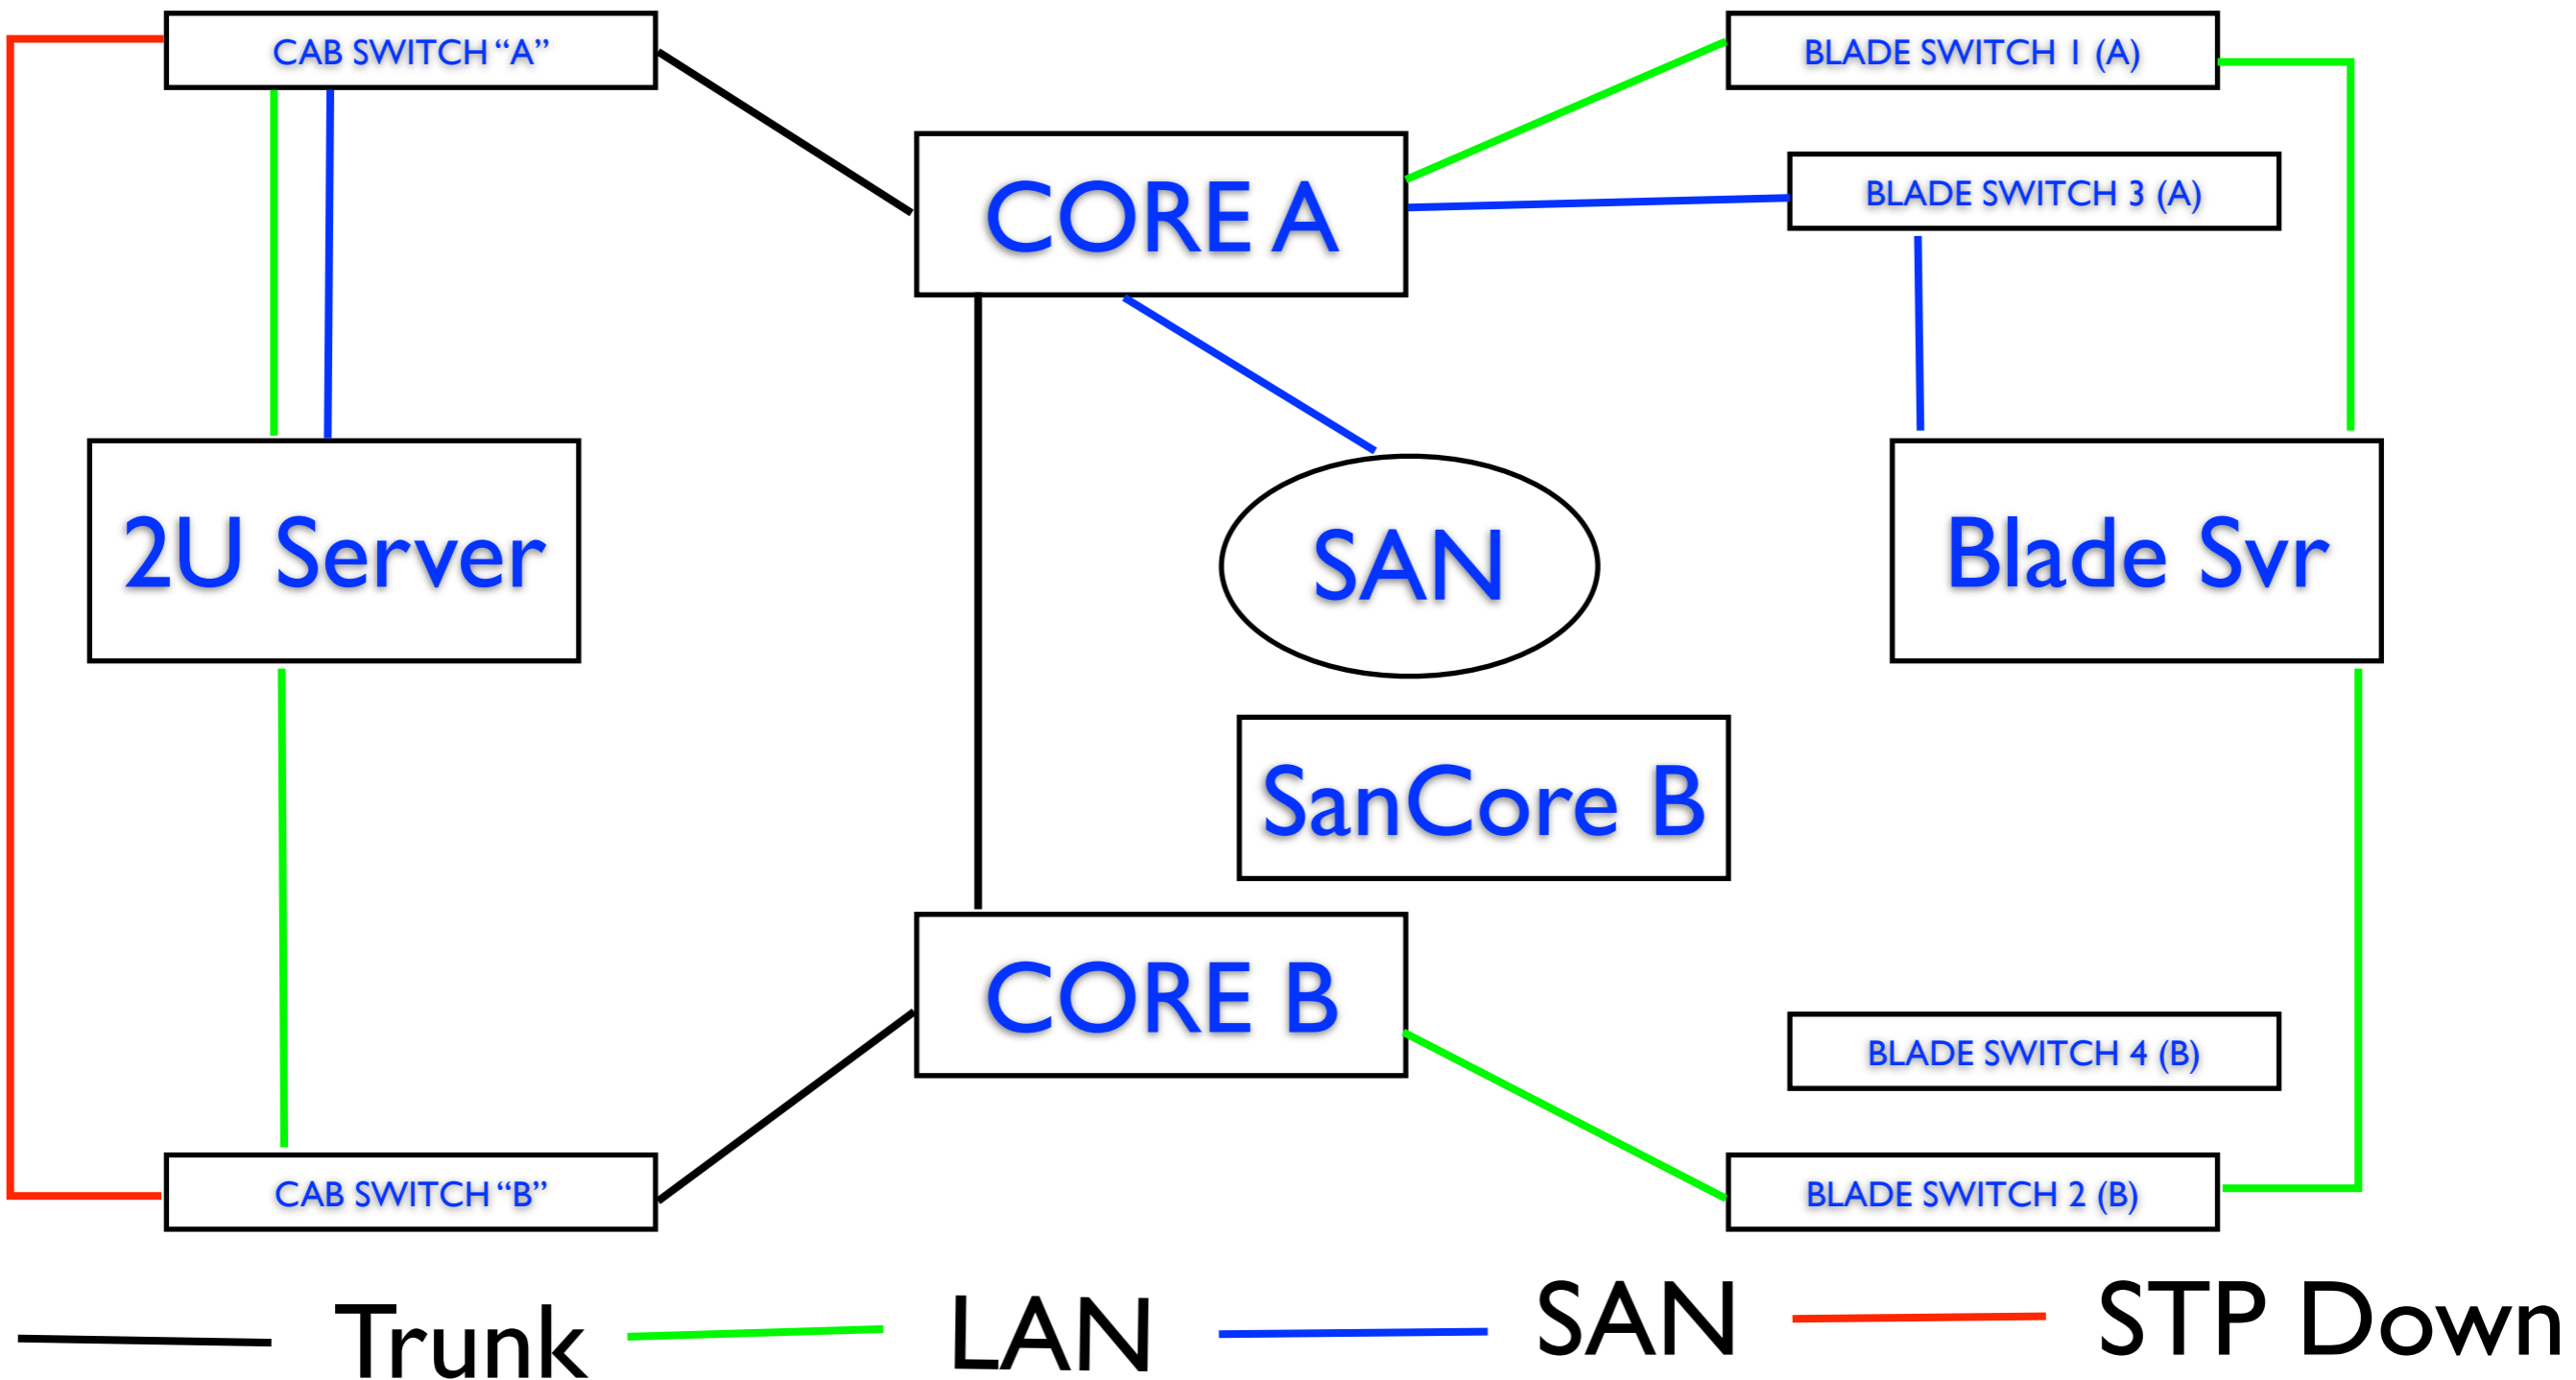 CAB SWITCH “A”
BLADE SWITCH 1 (A)
CORE A
BLADE SWITCH 3 (A)
2U Server
SAN
Blade Svr
SanCore B
CORE B
BLADE SWITCH 4 (B)
CAB SWITCH “B”
BLADE SWITCH 2 (B)
Trunk
LAN
SAN
STP Down